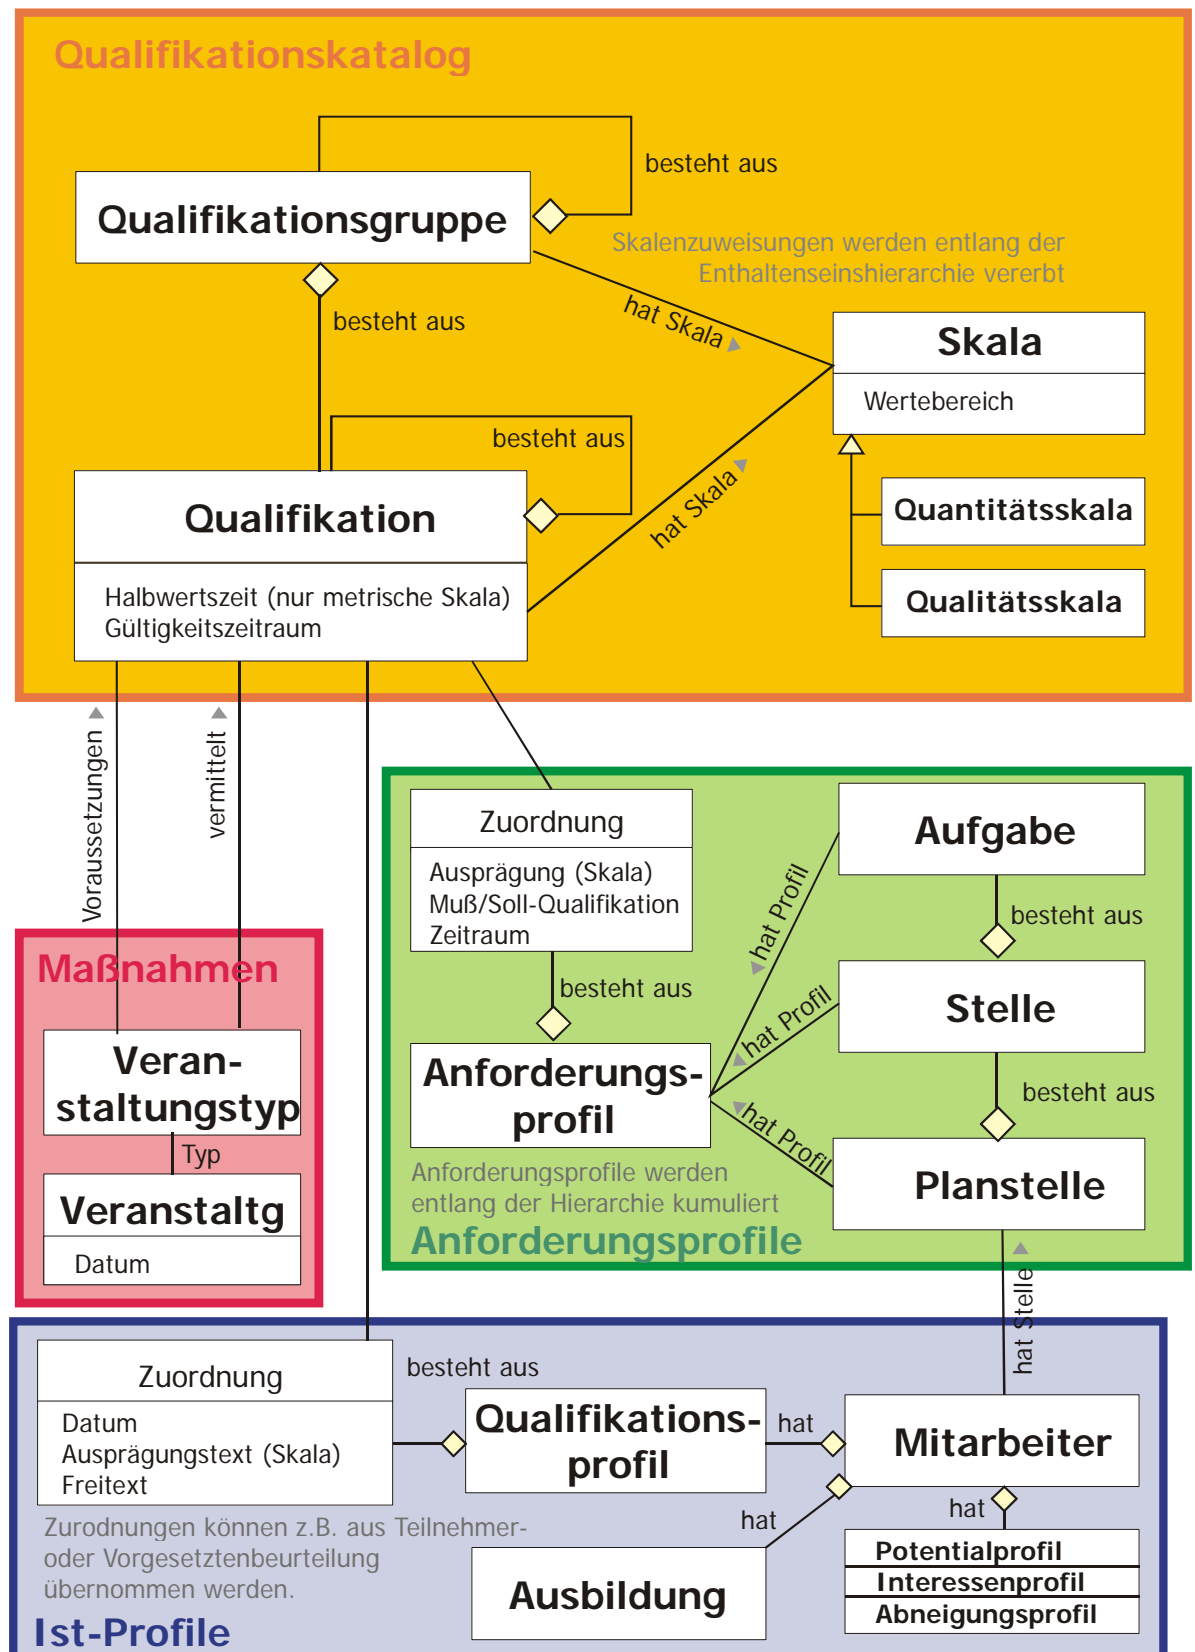 Qualifikationskatalog
besteht aus
Qualifikationsgruppe
Skalenzuweisungen werden entlang der
Enthaltenseinshierarchie vererbt
besteht aus
hat Skala
Skala
Wertebereich
besteht aus
Qualifikation
hat Skala
Quantitätsskala
Halbwertszeit (nur metrische Skala)
Gültigkeitszeitraum
Qualitätsskala
Voraussetzungen
vermittelt
Zuordnung
Ausprägung (Skala)
Muß/Soll-Qualifikation
Zeitraum
Aufgabe
hat Profil
besteht aus
Maßnahmen
besteht aus
Stelle
hat Profil
Veran-
staltungstyp
Anforderungs-
profil
besteht aus
hat Profil
Typ
Veranstaltg
Datum
Anforderungsprofile werden
entlang der Hierarchie kumuliert
Planstelle
Anforderungsprofile
hat Stelle
Zuordnung
Datum
Ausprägungstext (Skala)
Freitext
besteht aus
Qualifikations-
profil
hat
Mitarbeiter
Zurodnungen können z.B. aus Teilnehmer-
oder Vorgesetztenbeurteilung
übernommen werden.
hat
hat
Ausbildung
Potentialprofil
Interessenprofil
Abneigungsprofil
Ist-Profile